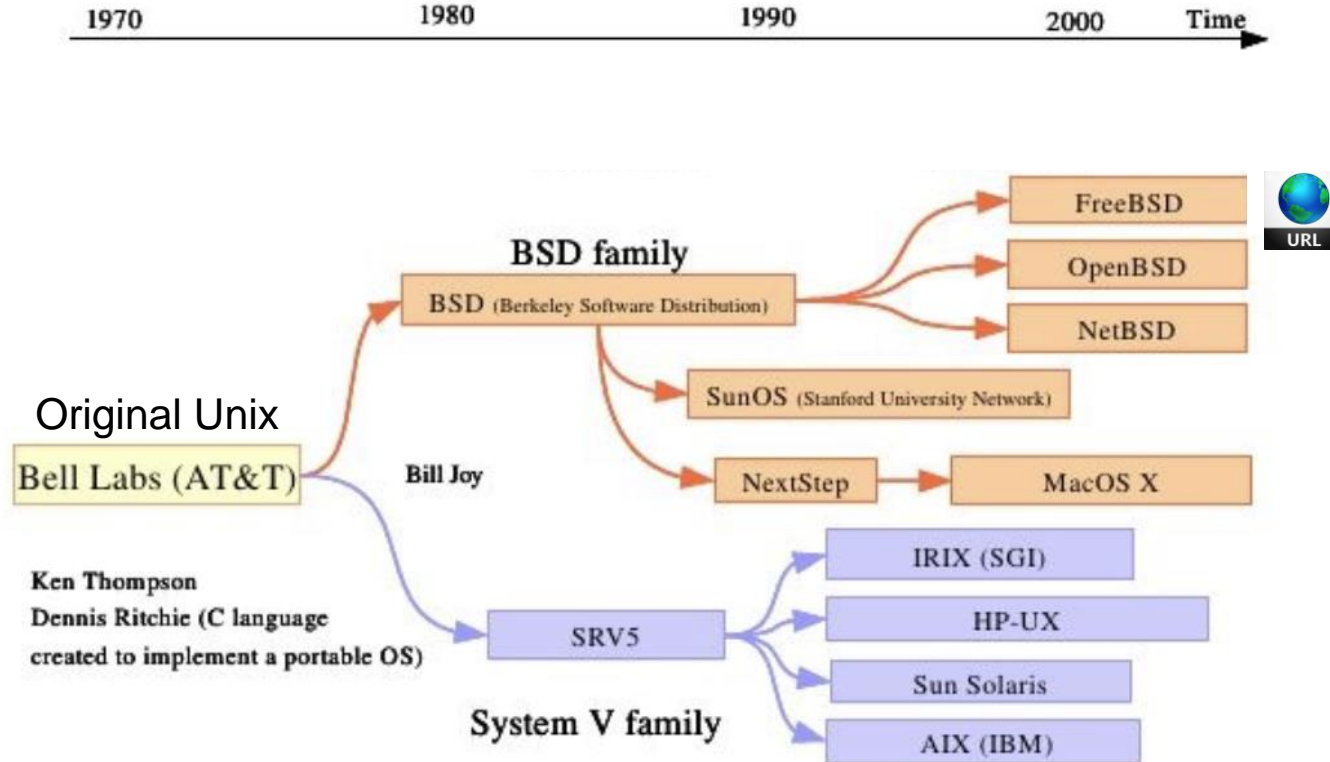 1970 1980 1990 2000 Time
FreeBSD
URL
BSD family
OpenBSD
BSD (Berkeley Software Distribution)
NetBSD
SunOS (Stanford University Network)
Original Unix
Bell Labs (AT&T)
Bill Joy
NextStep
MacOS X
IRIX (SGI)
Ken Thompson
Dennis Ritchie (C language
created to implement a portable OS)
SRV5
HP-UX
Sun Solaris
System V family
AIX (IBM)